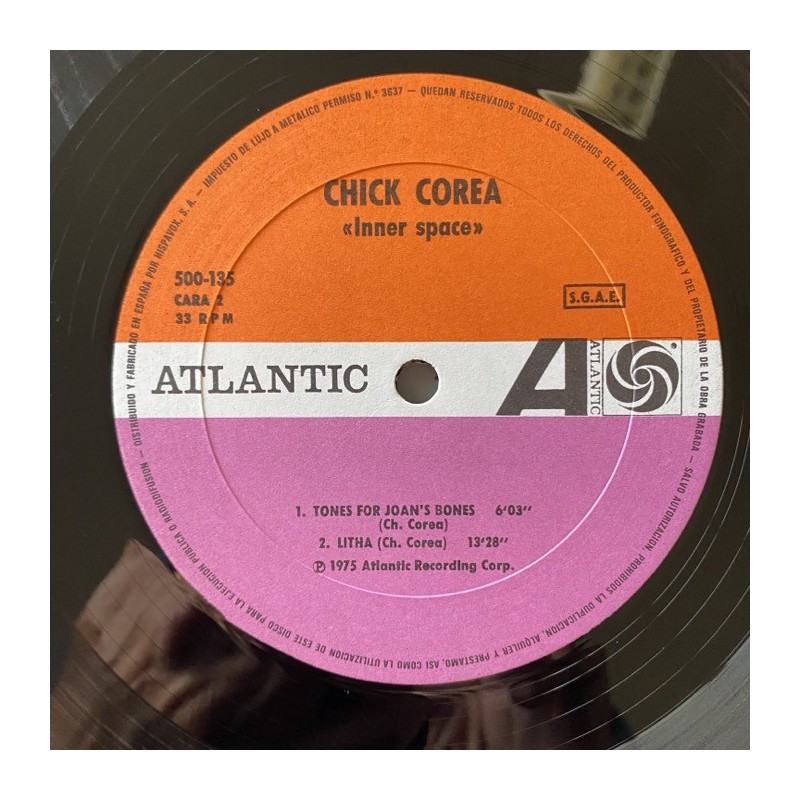 DISTRIBUIDO Y FABRICADO EN ESPAÑA POR HISPAVOX, S. A. – IMPUESTO DE LUJO A METALICO PERMISO N.º 3637 – QUEDAN RESERVADOS TODOS LOS DERECHOS DEL PRODUCTOR FONOGRAFICO Y DEL PROPIETARIO DE LA OBRA GRABADA – SALVO AUTORIZACION, PROHIBIDOS LA DUPLICACION, ALQUILER Y PRESTAMO, ASI COMO LA UTILIZACION DE ESTE DISCO PARA LA EJECUCION PUBLICA O RADIODIFUSION –
CHICK COREA
«Inner space»
500-135
CARA 2
33 RPM
S.G.A.E.
ATLANTIC
A
ATLANTIC
1. TONES FOR JOAN'S BONES 6'03''
(Ch. Corea)
2. LITHA (Ch. Corea) 13'28''
Ⓟ 1975 Atlantic Recording Corp.